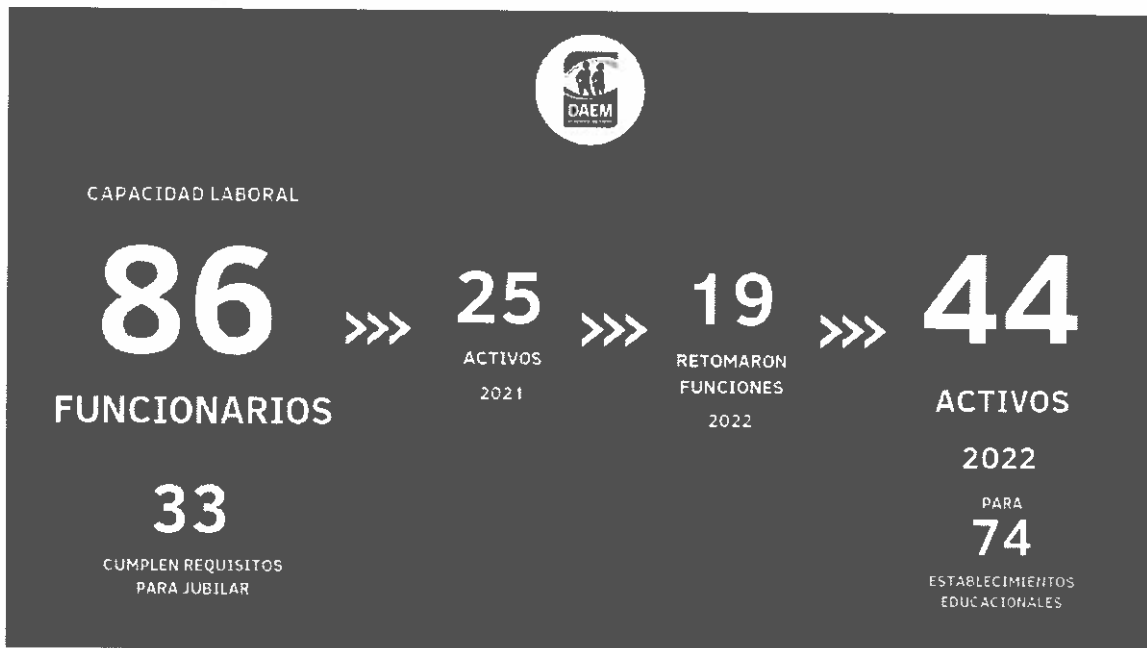 DAEM
CAPACIDAD LABORAL
86
FUNCIONARIOS
33
CUMPLEN REQUISITOS
PARA JUBILAR
>>>
25
ACTIVOS
2021
>>>
19
RETOMARON
FUNCIONES
2022
>>>
44
ACTIVOS
2022
PARA
74
ESTABLECIMIENTOS
EDUCACIONALES